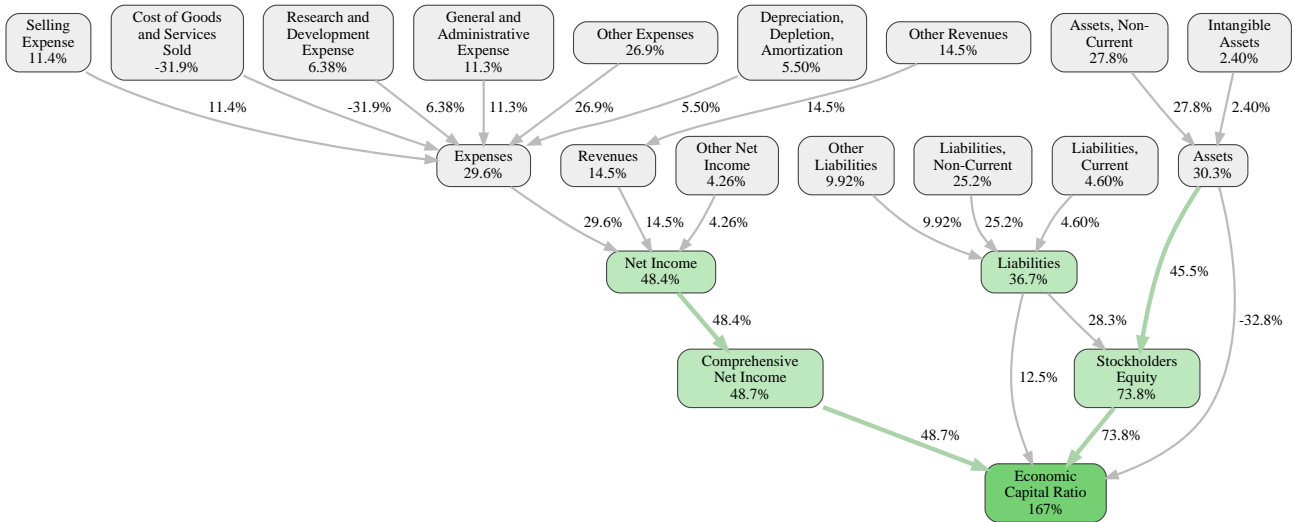 Selling
Expense
11.4%
Cost of Goods
and Services
Sold
-31.9%
Research and
Development
Expense
6.38%
General and
Administrative
Expense
11.3%
Other Expenses
26.9%
Depreciation,
Depletion,
Amortization
5.50%
Other Revenues
14.5%
Assets, Non-
Current
27.8%
Intangible
Assets
2.40%
11.4%
-31.9%
6.38%
11.3%
26.9%
5.50%
14.5%
27.8%
2.40%
Expenses
29.6%
Revenues
14.5%
Other Net
Income
4.26%
Other
Liabilities
9.92%
Liabilities,
Non-Current
25.2%
Liabilities,
Current
4.60%
Assets
30.3%
29.6%
14.5%
4.26%
9.92%
25.2%
4.60%
Net Income
48.4%
Liabilities
36.7%
45.5%
48.4%
28.3%
-32.8%
Comprehensive
Net Income
48.7%
12.5%
Stockholders
Equity
73.8%
48.7%
73.8%
Economic
Capital Ratio
167%